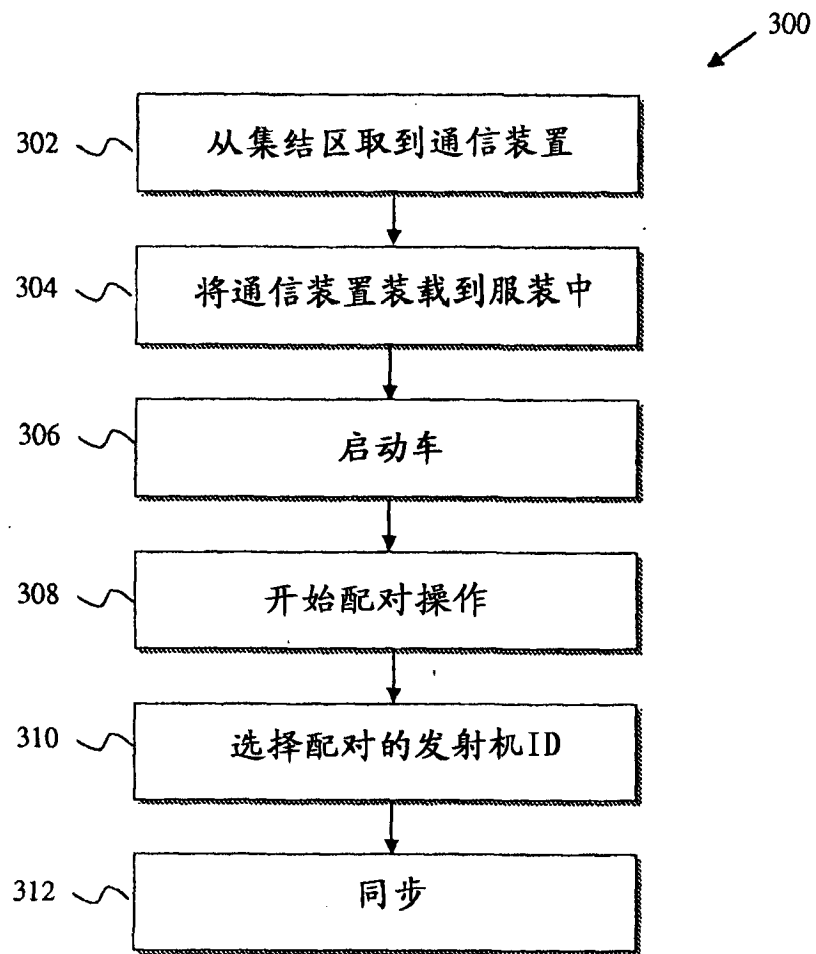 300
302
从集结区取到通信装置
304
将通信装置装载到服装中
306
启动车
308
开始配对操作
310
选择配对的发射机ID
312
同步